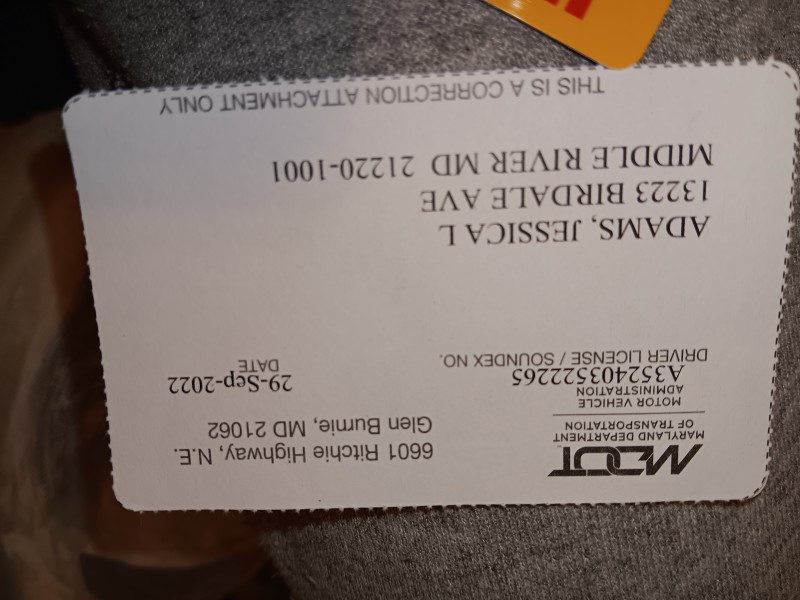 MDOT
MARYLAND DEPARTMENT
OF TRANSPORTATION
MOTOR VEHICLE
ADMINISTRATION
6601 Ritchie Highway, N.E.
Glen Burnie, MD 21062
A352403522265
DRIVER LICENSE / SOUNDEX NO.
29-Sep-2022
DATE
ADAMS, JESSICA L
13223 BIRDALE AVE
MIDDLE RIVER MD 21220-1001
THIS IS A CORRECTION ATTACHMENT ONLY